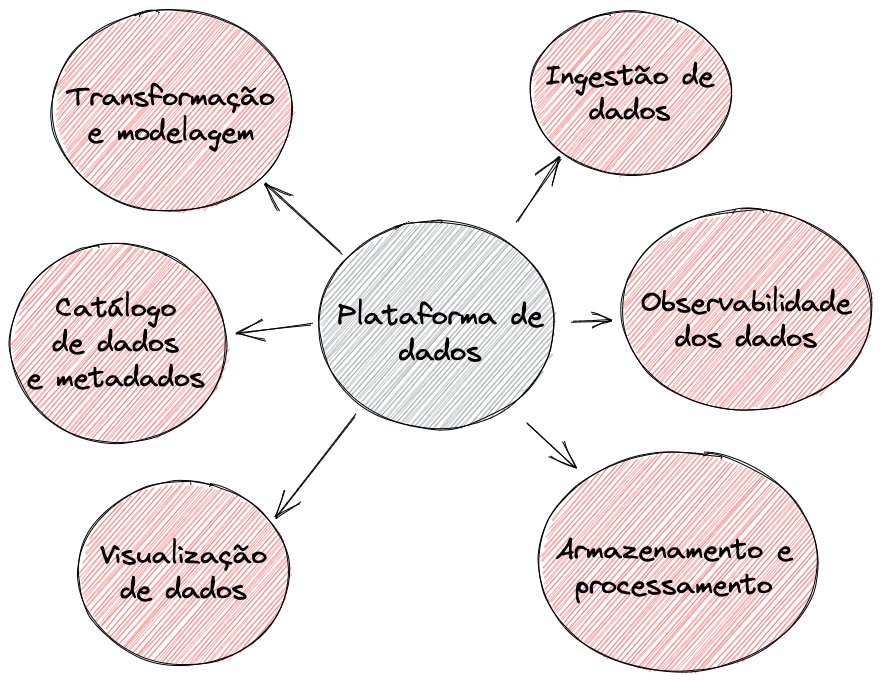 Transformação
e modelagem
Ingestão de
dados
Catálogo
de dados
e metadados
Plataforma de
dados
Observabilidade
dos dados
Visualização
de dados
Armazenamento e
processamento